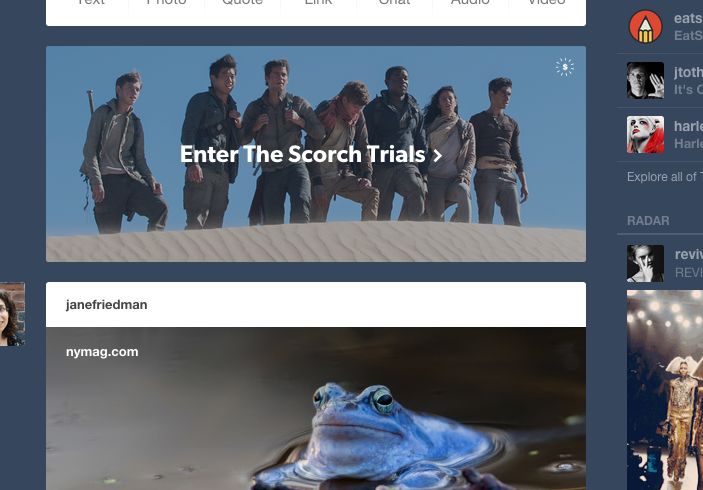 Text Photo Quote Link Chat Audio Video
Enter The Scorch Trials >
$
janefriedman
nymag.com
eats
EatS
jtoth
It's
harle
Harle
Explore all of
RADAR
revi
REVI